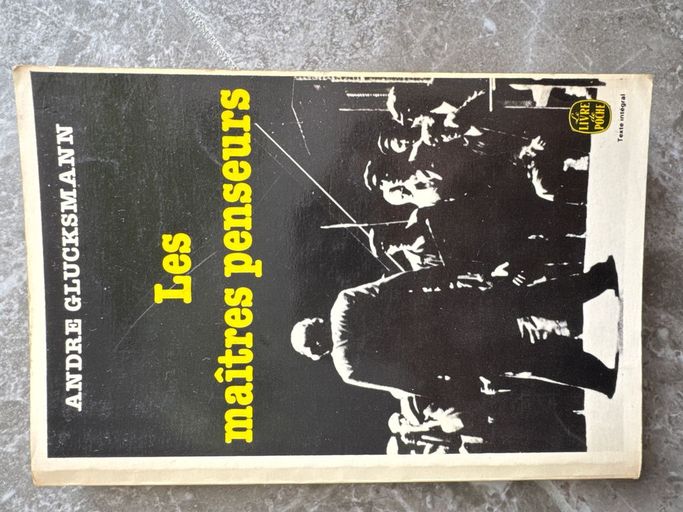 ANDRE GLUCKSMANN
Les
maîtres penseurs
Le
LIVRE
de
POCHE
Texte intégral